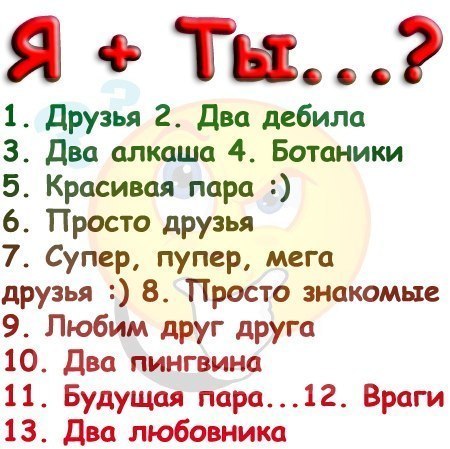 Я + Ты...?
1. Друзья 2. Два дебила
3. Два алкаша 4. Ботаники
5. Красивая пара :)
6. Просто друзья
7. Супер, пупер, мега
друзья :) 8. Просто знакомые
9. Любим друг друга
10. Два пингвина
11. Будущая пара...12. Враги
13. Два любовника